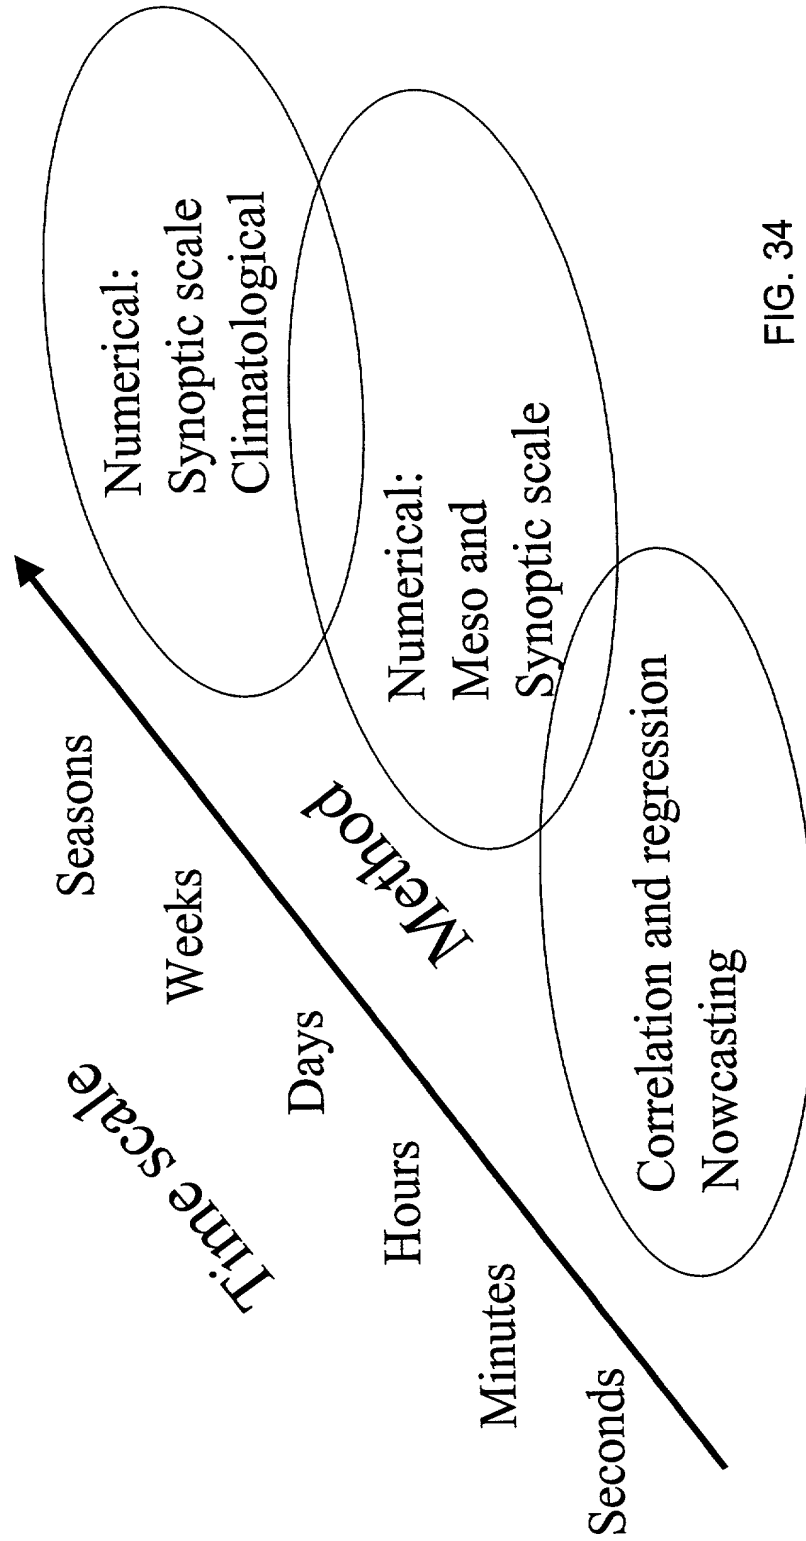 Time scale
Seasons
Weeks
Days
Hours
Minutes
Seconds
Method
Numerical:
Synoptic scale
Climatological
Numerical:
Meso and
Synoptic scale
Correlation and regression
Nowcasting
FIG. 34